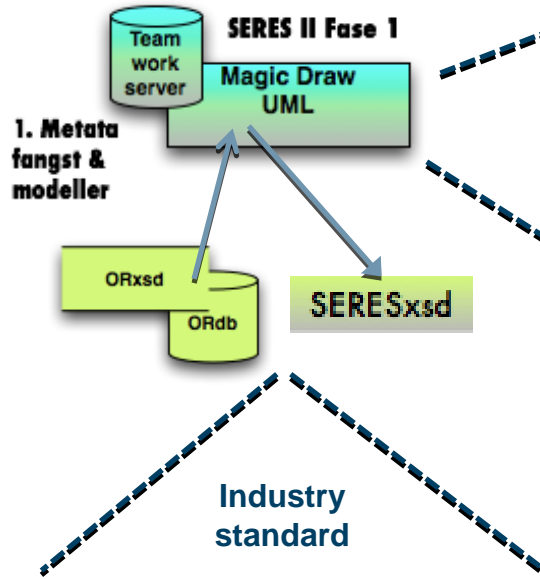 SERES II Fase 1
Team
work
server
Magic Draw
UML
1. Metata
fangst &
modeller
ORxsd
ORdb
SERESxsd
Industry
standard